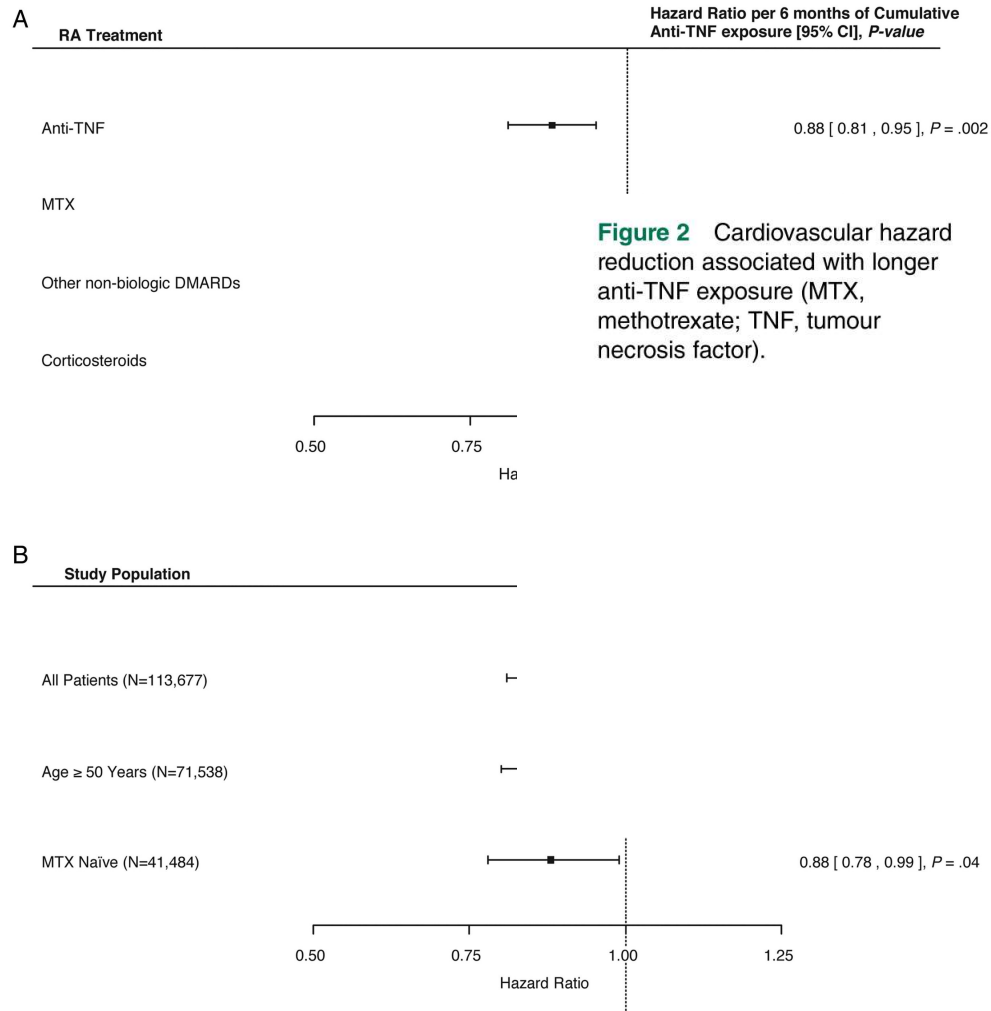 A
RA Treatment
Hazard Ratio per 6 months of Cumulative
Anti-TNF exposure [95% CI], P-value
Anti-TNF
0.88 [ 0.81 , 0.95 ], P = .002
MTX
Other non-biologic DMARDs
Corticosteroids
Figure 2 Cardiovascular hazard
reduction associated with longer
anti-TNF exposure (MTX,
methotrexate; TNF, tumour
necrosis factor).
0.50 0.75
Ha
B
Study Population
All Patients (N=113,677)
Age ≥ 50 Years (N=71,538)
MTX Naïve (N=41,484)
0.88 [ 0.78 , 0.99 ], P = .04
0.50 0.75 1.00 1.25
Hazard Ratio